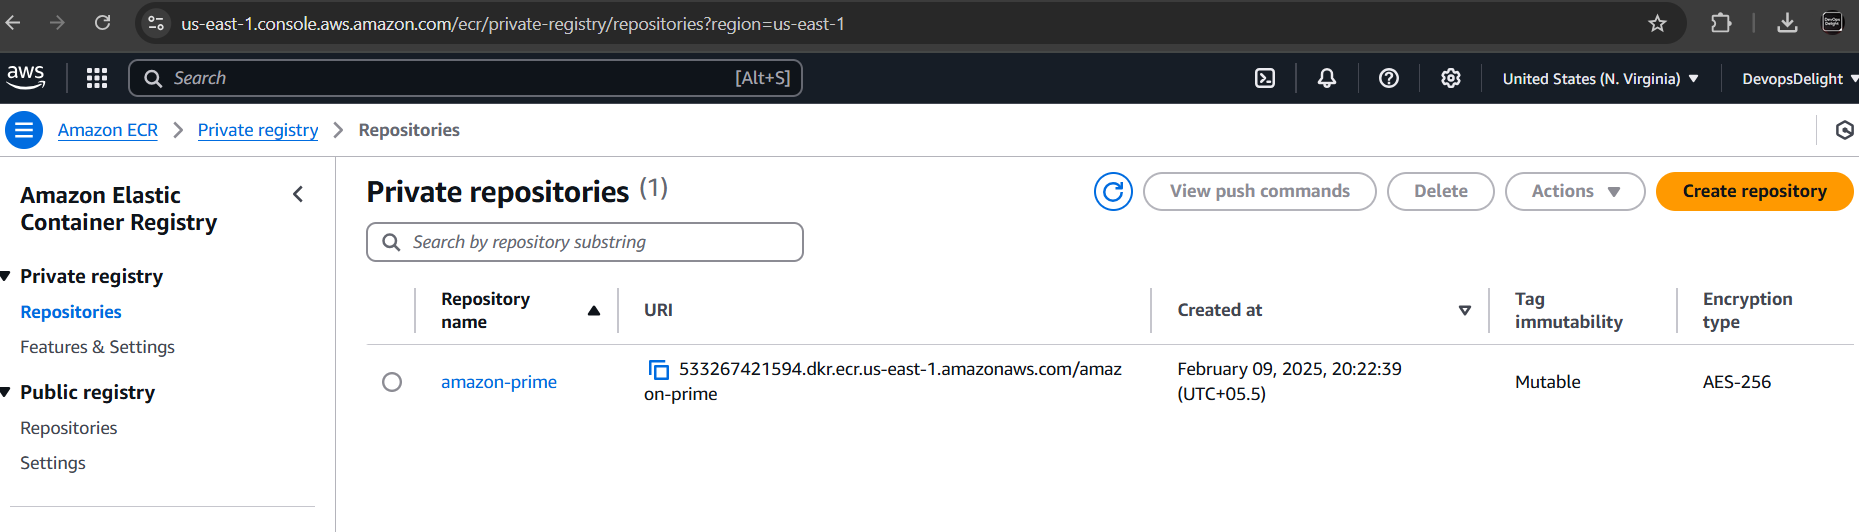 us-east-1.console.aws.amazon.com/ecr/private-registry/repositories?region=us-east-1
aws
Search
[Alt+S]
United States (N. Virginia)
DevopsDelight
Amazon ECR
Private registry
Repositories
Amazon Elastic
Container Registry
Private registry
Repositories
Features & Settings
Public registry
Repositories
Settings
Private repositories (1)
View push commands
Delete
Actions
Create repository
Search by repository substring
Repository
name
URI
Created at
Tag
immutability
Encryption
type
amazon-prime
533267421594.dkr.ecr.us-east-1.amazonaws.com/amaz
on-prime
February 09, 2025, 20:22:39
(UTC+05.5)
Mutable
AES-256